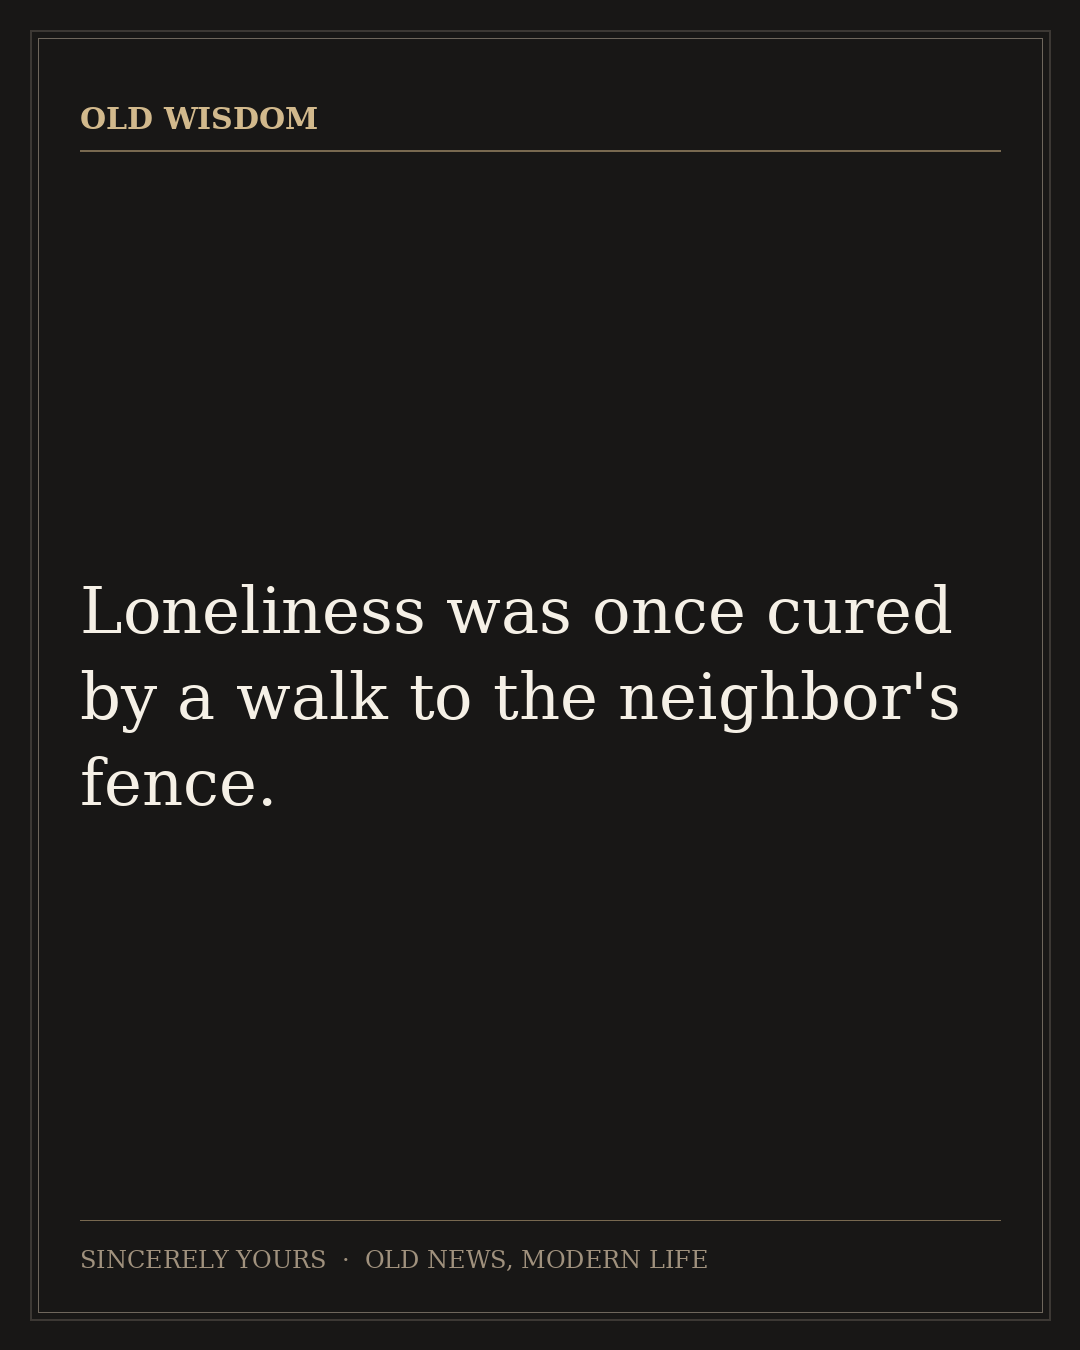 OLD WISDOM
Loneliness was once cured
by a walk to the neighbor's
fence.
SINCERELY YOURS · OLD NEWS, MODERN LIFE